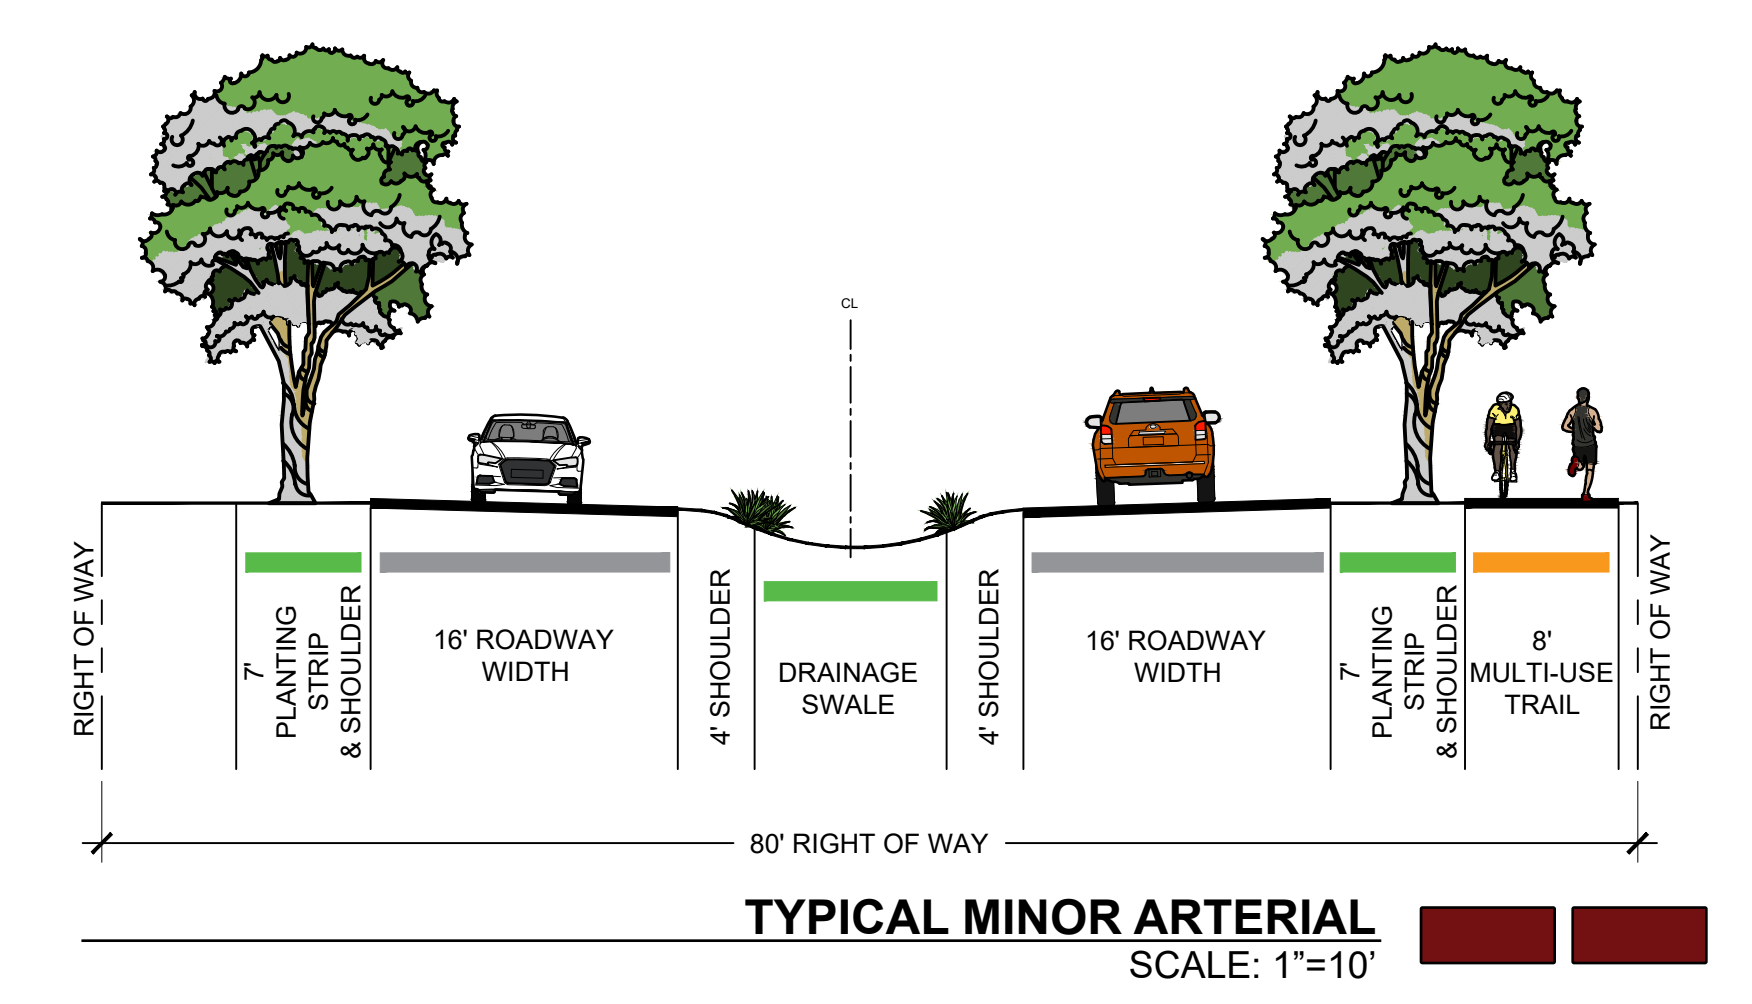 CL
RIGHT OF WAY
7'
PLANTING
STRIP
& SHOULDER
16' ROADWAY
WIDTH
4' SHOULDER
DRAINAGE
SWALE
4' SHOULDER
16' ROADWAY
WIDTH
7'
PLANTING
STRIP
& SHOULDER
8'
MULTI-USE
TRAIL
RIGHT OF WAY
80' RIGHT OF WAY
TYPICAL MINOR ARTERIAL
SCALE: 1”=10’